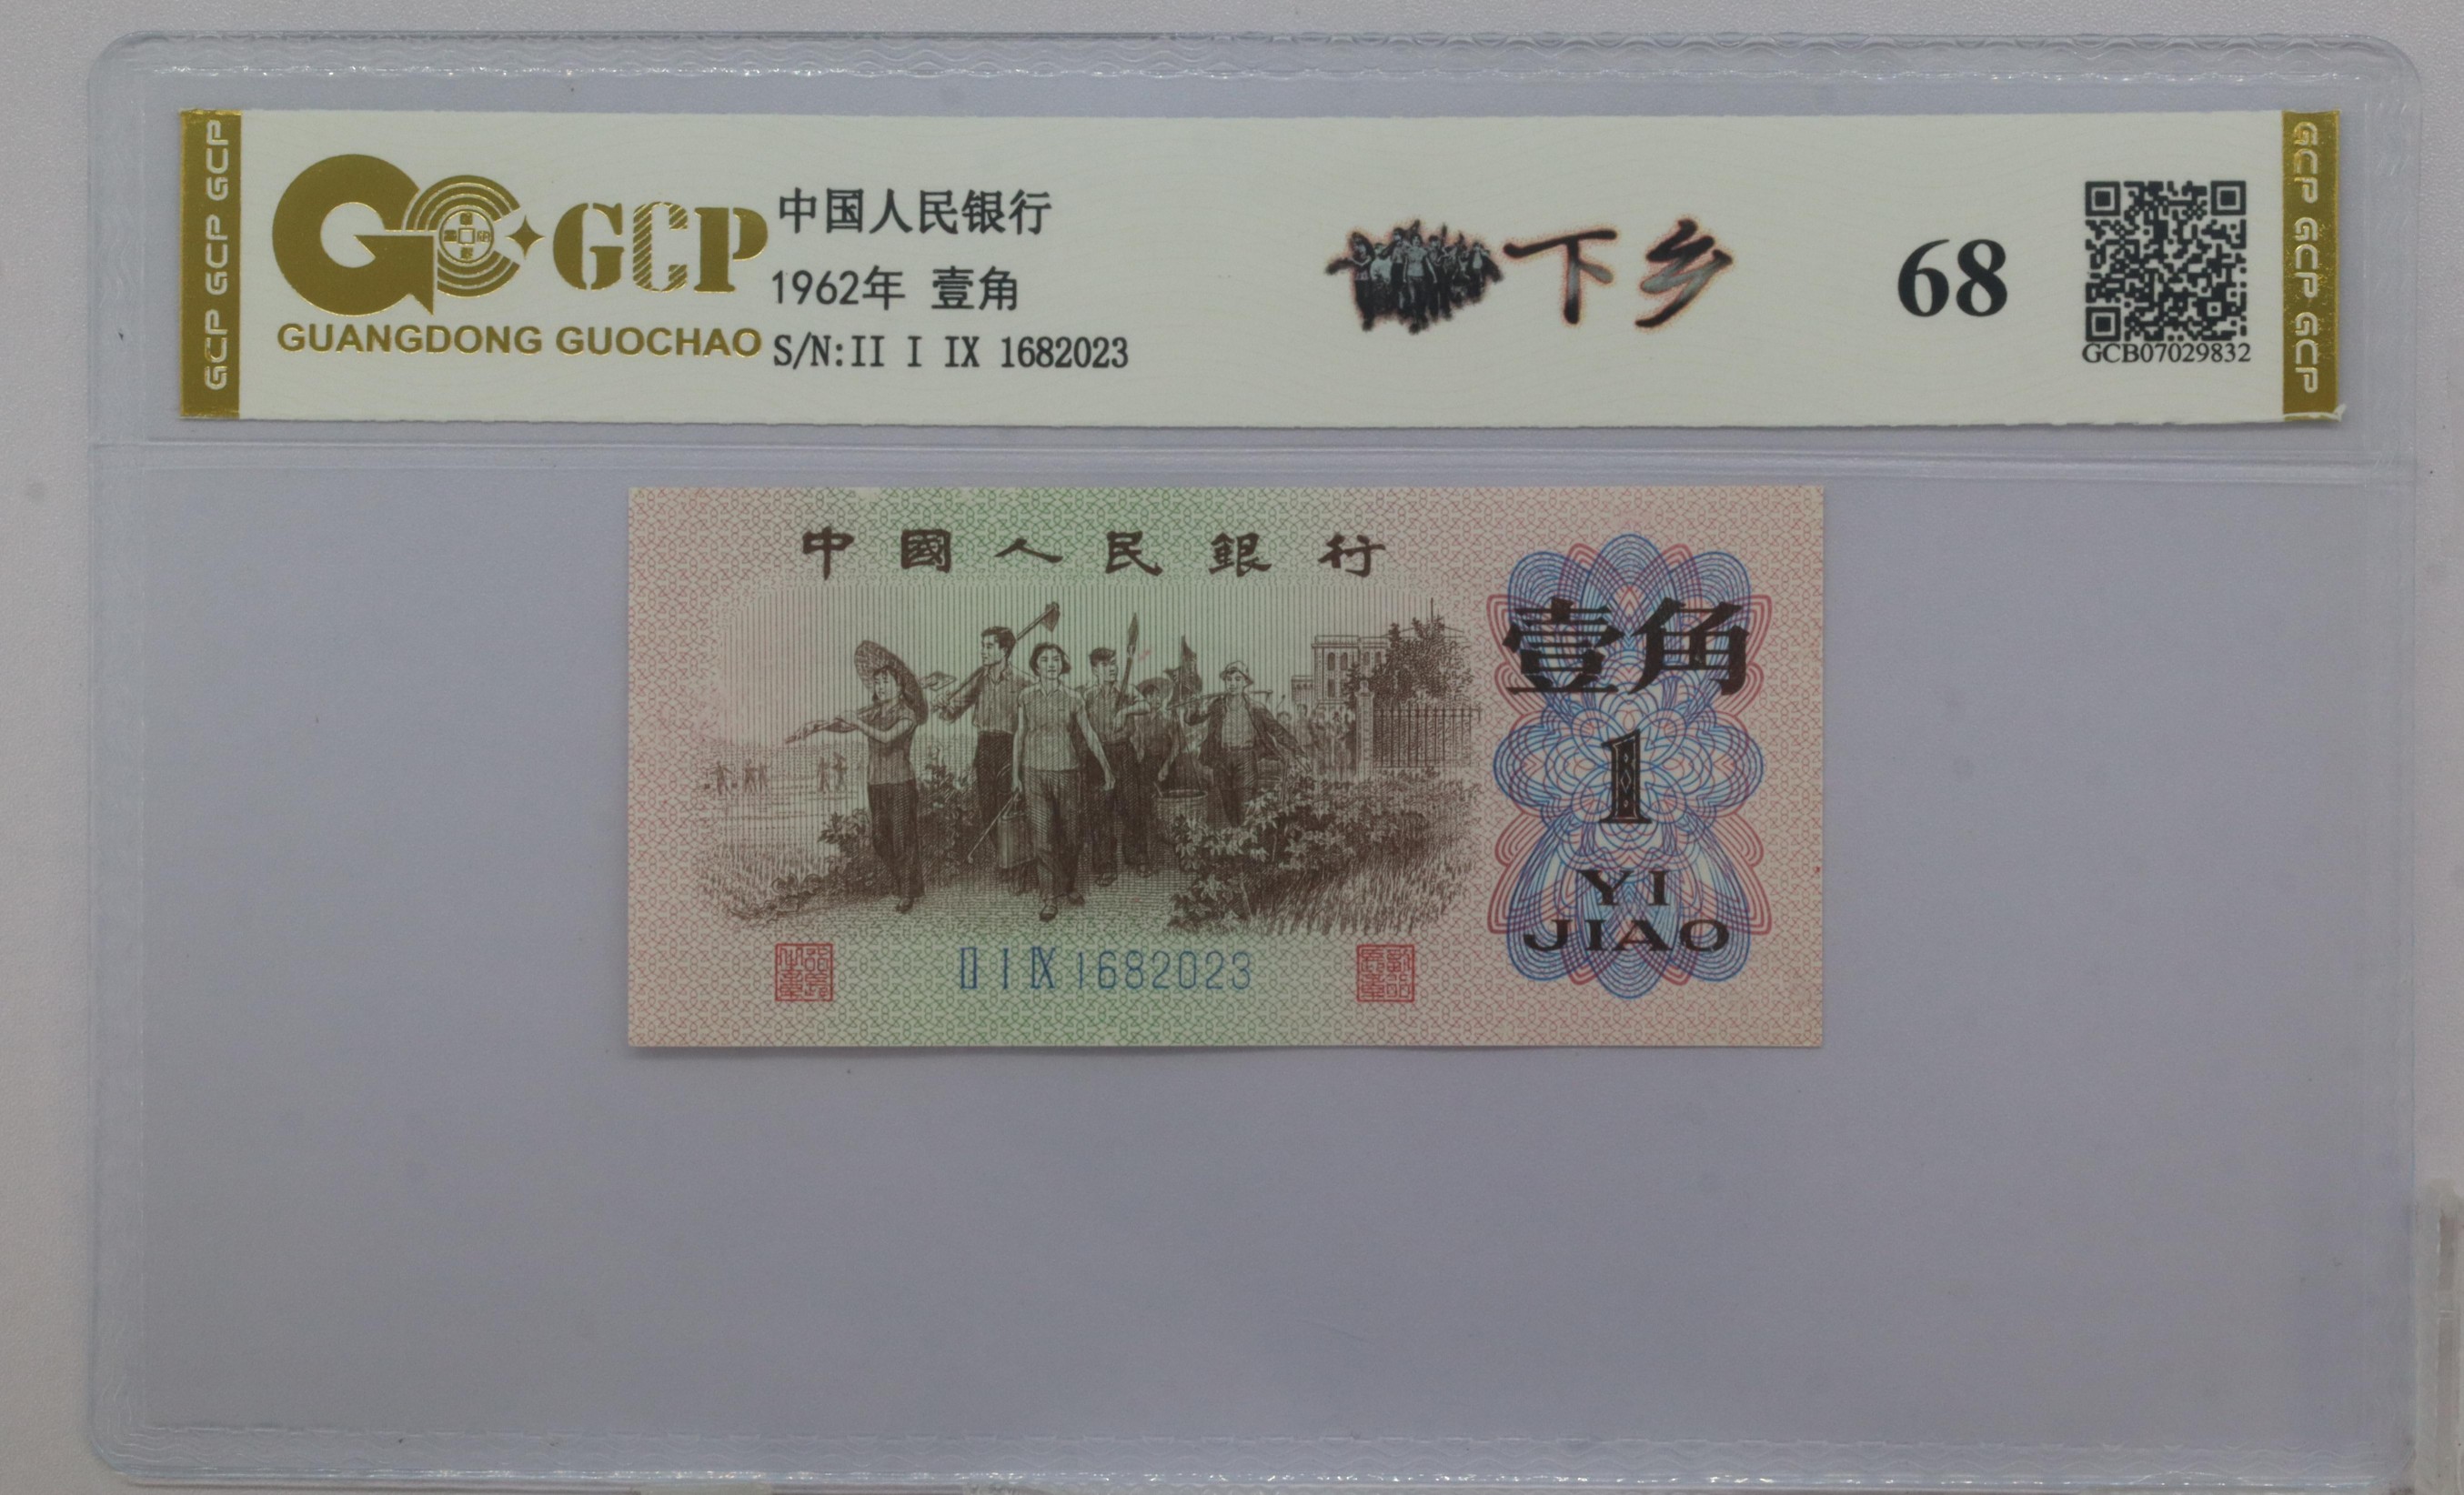 GCP GCP GCP
GCP
GUANGDONG GUOCHAO
中国人民银行
1962年 壹角
S/N:II I IX 1682023
下乡
68
GCB07029832
GCP GCP GCP
中國人民銀行
壹角
1
YI
JIAO
II I IX 1682023